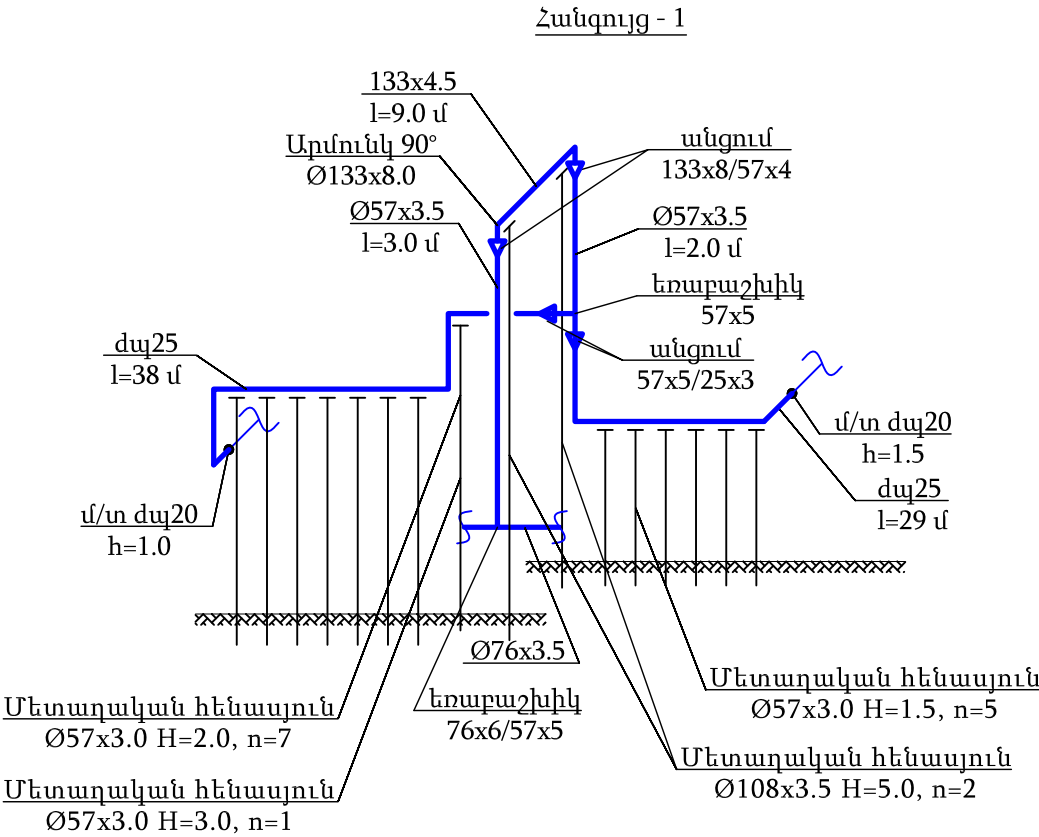 Հանգույց - 1
133x4.5
l=9.0 մ
Արմունկ 90°
Ø133x8.0
Ø57x3.5
l=3.0 մ
անցում
133x8/57x4
Ø57x3.5
l=2.0 մ
եռաբաշխիկ
57x5
անցում
57x5/25x3
դպ25
l=38 մ
մ/տ դպ20
h=1.5
դպ25
l=29 մ
մ/տ դպ20
h=1.0
Ø76x3.5
եռաբաշխիկ
76x6/57x5
Մետաղական հենասյուն
Ø57x3.0 H=1.5, n=5
Մետաղական հենասյուն
Ø57x3.0 H=2.0, n=7
Մետաղական հենասյուն
Ø108x3.5 H=5.0, n=2
Մետաղական հենասյուն
Ø57x3.0 H=3.0, n=1